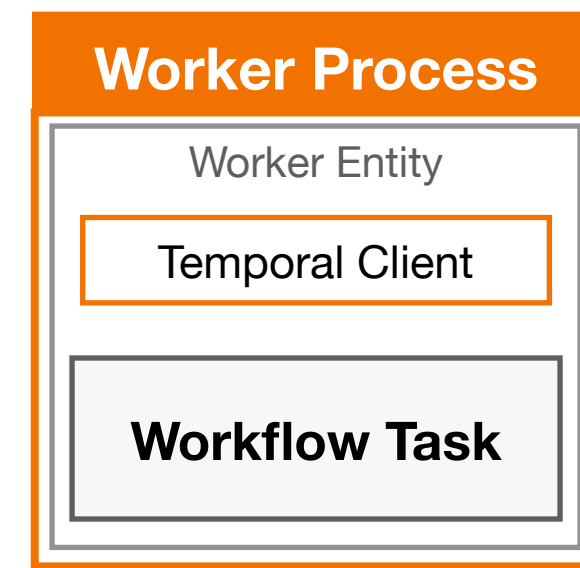 Worker Process
Worker Entity
Temporal Client
Workflow Task